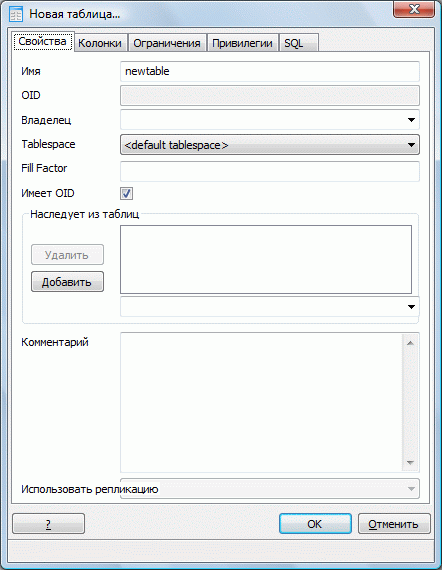 Новая таблица...
Свойства Колонки Ограничения Привилегии SQL
Имя newtable
OID
Владелец
Tablespace <default tablespace>
Fill Factor
Имеет OID
Наследует из таблиц
Удалить
Добавить
Комментарий
Использовать репликацию
? OK Отменить